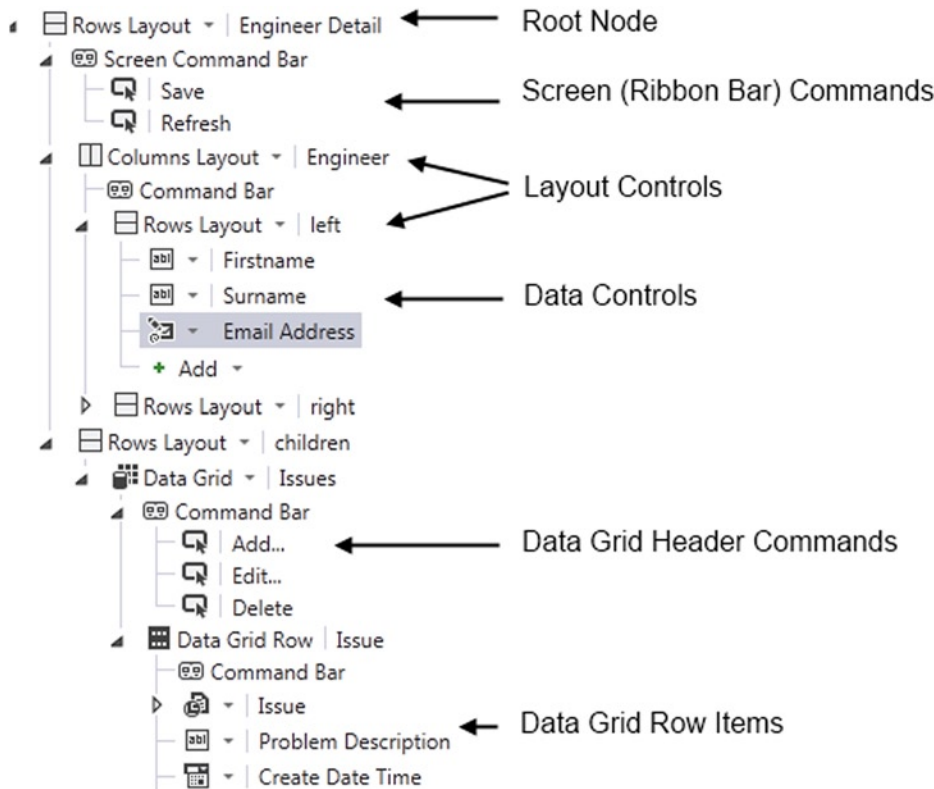 Rows Layout | Engineer Detail Root Node
Screen Command Bar
Save
Screen (Ribbon Bar) Commands
Refresh
Columns Layout | Engineer
Layout Controls
Command Bar
Rows Layout | left
abl Firstname
abl Surname Data Controls
Email Address
+ Add
Rows Layout | right
Rows Layout | children
Data Grid | Issues
Command Bar
Add... Data Grid Header Commands
Edit...
Delete
Data Grid Row | Issue
Command Bar
Issue
Data Grid Row Items
abl Problem Description
Create Date Time